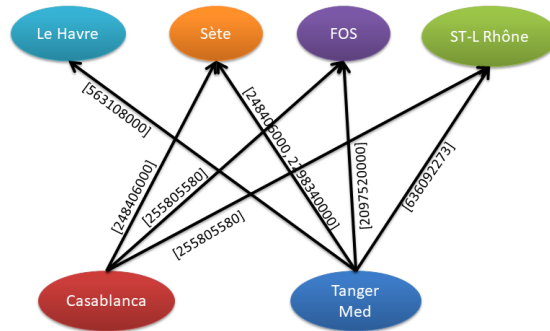 Le Havre
Sète
FOS
ST-L Rhône
[563108000]
[248406000]
[255805580]
[255805580]
[248406000, 2298340000]
[2097520000]
[636092273]
Casablanca
Tanger
Med